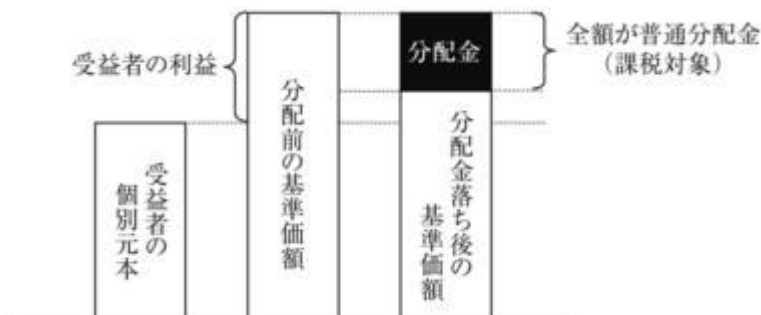 受益者の利益
受益者の
個別元本
分配前の基準価額
分配金
分配金落ち後の
基準価額
全額が普通分配金
（課税対象）